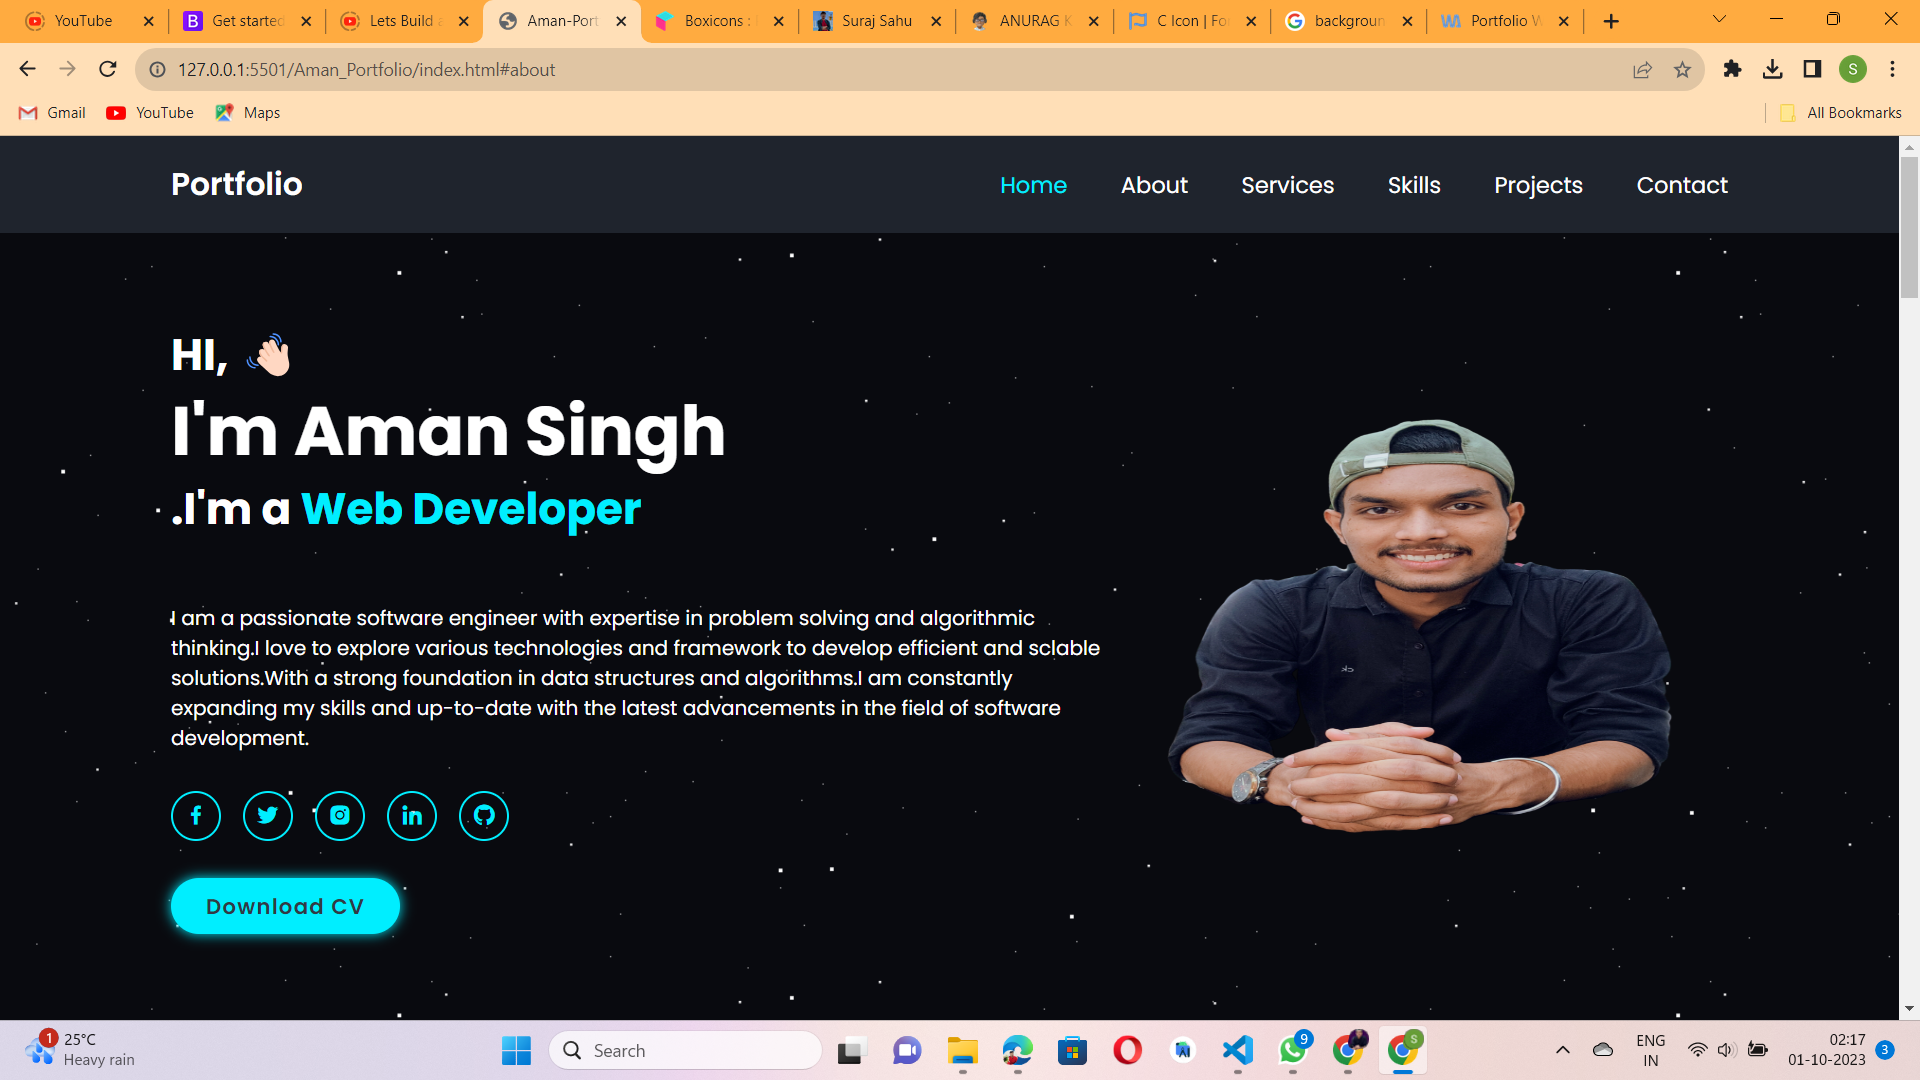 YouTube
Get started
Lets Build a
Aman-Port
Boxicons :
Suraj Sahu
ANURAG K
C Icon | Fo
backgroun
Portfolio W
127.0.0.1:5501/Aman_Portfolio/index.html#about
S
Gmail
YouTube
Maps
All Bookmarks
Portfolio
Home
About
Services
Skills
Projects
Contact
HI,
I'm Aman Singh
.I'm a Web Developer
I am a passionate software engineer with expertise in problem solving and algorithmic
thinking.I love to explore various technologies and framework to develop efficient and sclable
solutions.With a strong foundation in data structures and algorithms.I am constantly
expanding my skills and up-to-date with the latest advancements in the field of software
development.
Download CV
1
25°C
Heavy rain
Search
9
S
ENG
IN
02:17
01-10-2023
3